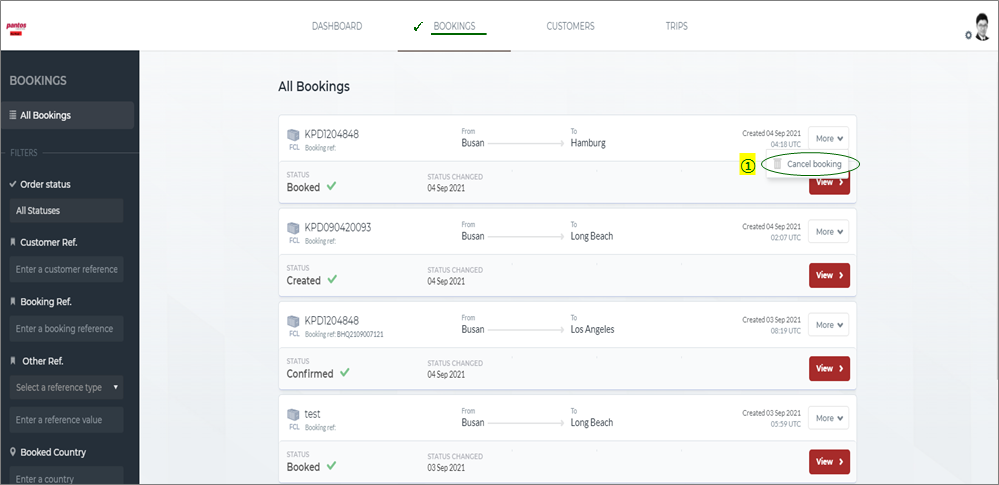 pantos
DASHBOARD
BOOKINGS
CUSTOMERS
TRIPS
BOOKINGS
All Bookings
FILTERS
Order status
All Statuses
Customer Ref.
Enter a customer reference
Booking Ref.
Enter a booking reference
Other Ref.
Select a reference type
Enter a reference value
Booked Country
Enter a country
All Bookings
KPD1204848
FCL Booking ref:
From To
Busan Hamburg
Created 04 Sep 2021
04:18 UTC
More
① Cancel booking
STATUS STATUS CHANGED
Booked 04 Sep 2021
View
KPD090420093
FCL Booking ref:
From To
Busan Long Beach
Created 04 Sep 2021
02:07 UTC
More
STATUS STATUS CHANGED
Created 04 Sep 2021
View
KPD1204848
FCL Booking ref: BHQ2109007121
From To
Busan Los Angeles
Created 03 Sep 2021
08:19 UTC
More
STATUS STATUS CHANGED
Confirmed 04 Sep 2021
View
test
FCL Booking ref:
From To
Busan Long Beach
Created 03 Sep 2021
05:59 UTC
More
STATUS STATUS CHANGED
Booked 03 Sep 2021
View